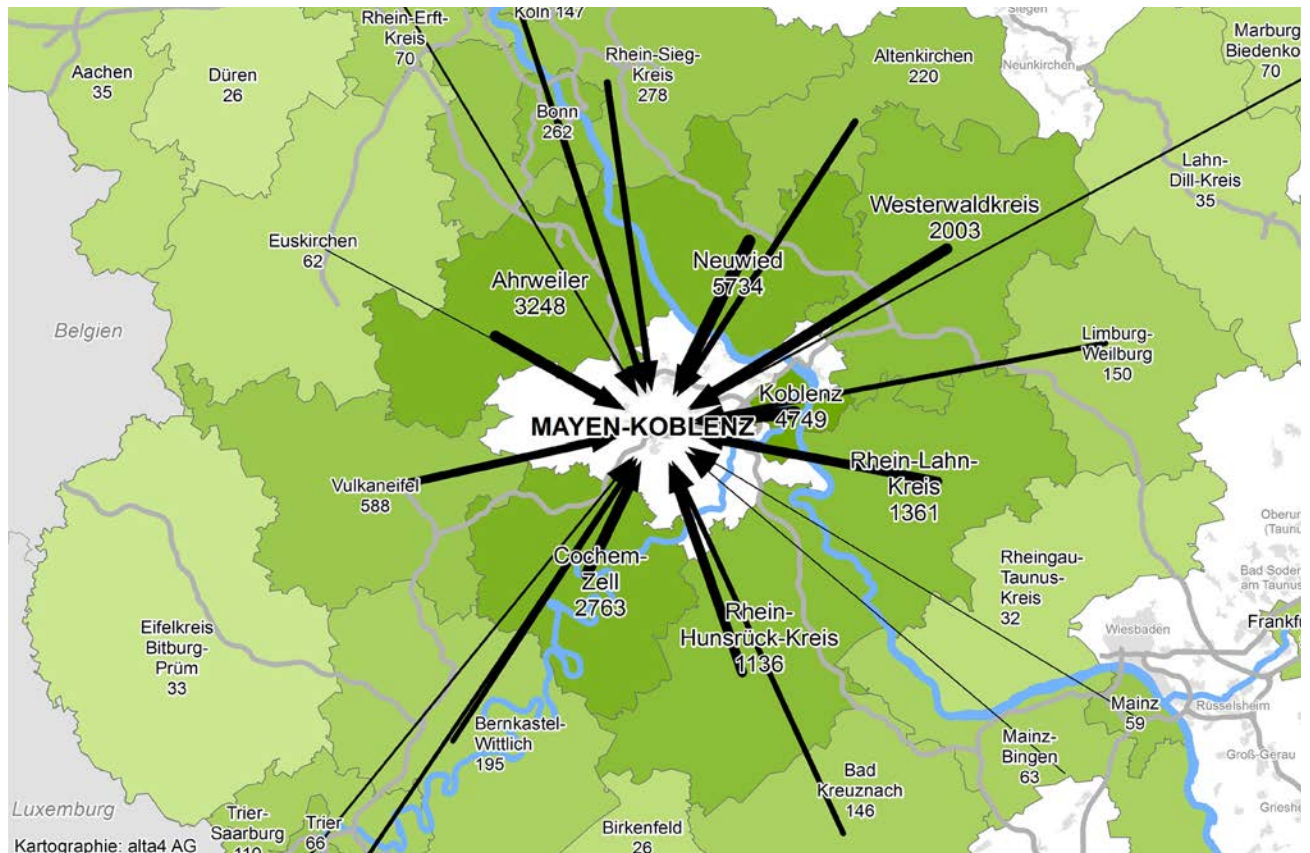 Köln 147
Siegen
Rhein-Erft-
Kreis
70
Marburg
Biedenko
70
Rhein-Sieg-
Kreis
278
Altenkirchen
220
Neunkirchen
Aachen
35
Düren
26
Bonn
262
Lahn-
Dill-Kreis
35
Westerwaldkreis
2003
Euskirchen
62
Neuwied
5734
Ahrweiler
3248
Belgien
Limburg-
Weilburg
150
Koblenz
4749
MAYEN-KOBLENZ
Rhein-Lahn-
Kreis
1361
Vulkaneifel
588
Oberur
(Taunu
Cochem-
Zell
2763
Rheingau-
Taunus-
Kreis
32
Bad Soden
am Taunus
Rhein-
Hunsrück-Kreis
1136
Frankfu
Eifelkreis
Bitburg-
Prüm
33
Wiesbaden
Mainz
59
Rüsselsheim
Bernkastel-
Wittlich
195
Mainz-
Bingen
63
Groß-Gerau
Bad
Kreuznach
146
Luxemburg
Trier-
Saarburg
110
Trier
66
Birkenfeld
26
Grieshe
Kartographie: alta4 AG